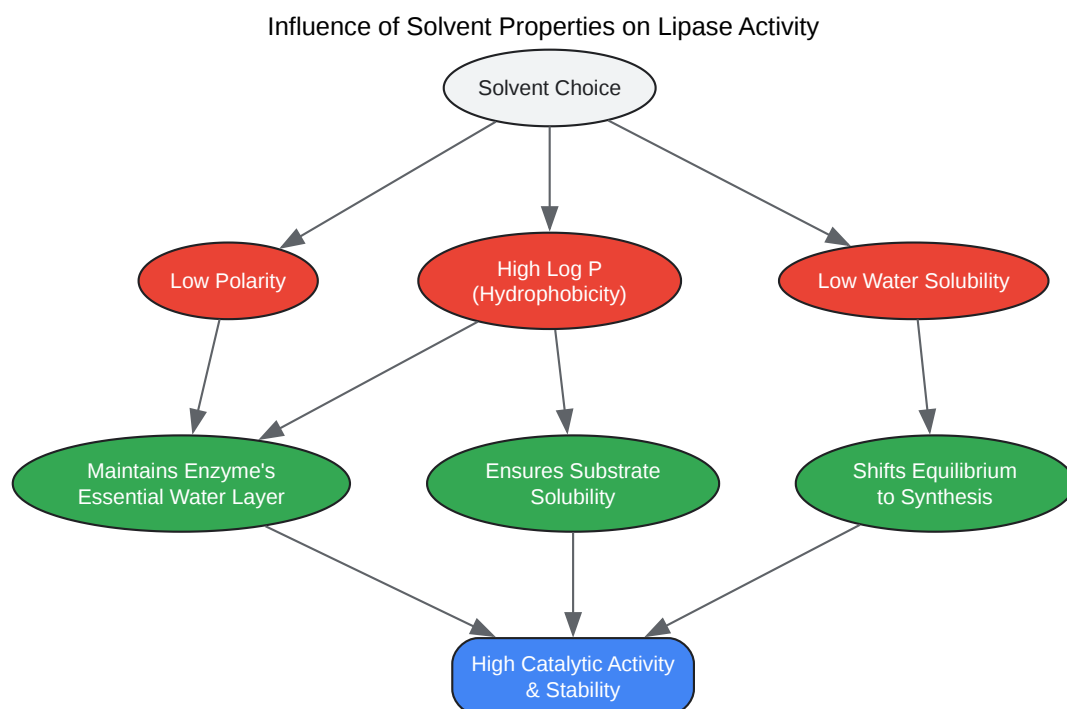 Influence of Solvent Properties on Lipase Activity
Solvent Choice
Low Polarity
High Log P
(Hydrophobicity)
Low Water Solubility
Maintains Enzyme's
Essential Water Layer
Ensures Substrate
Solubility
Shifts Equilibrium
to Synthesis
High Catalytic Activity
& Stability